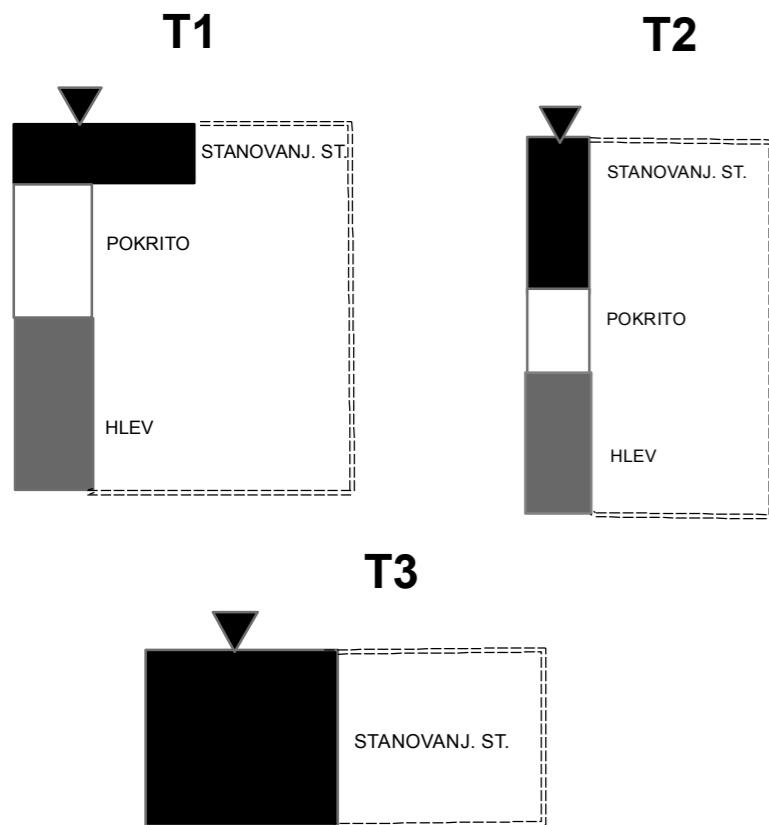 T1
STANOVANJ. ST.
POKRITO
HLEV
T2
STANOVANJ. ST.
POKRITO
HLEV
T3
STANOVANJ. ST.